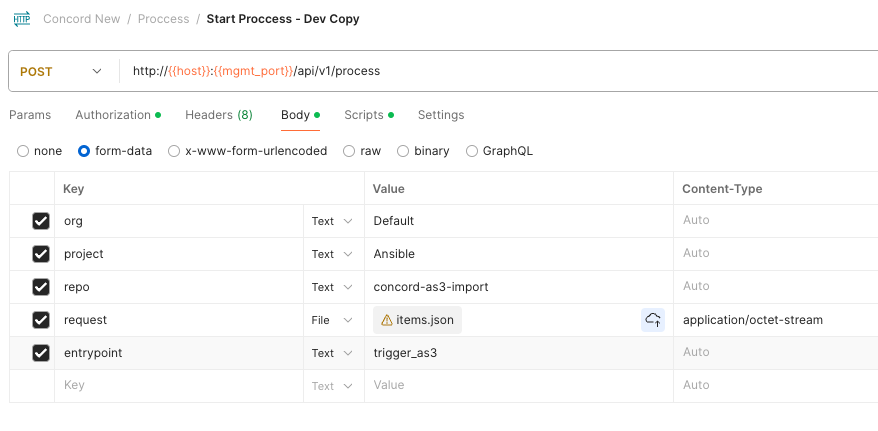 HTTP Concord New / Proccess / Start Proccess - Dev Copy
POST http://{{host}}:{{mgmt_port}}/api/v1/process
Params Authorization Headers (8) Body Scripts Settings
none form-data x-www-form-urlencoded raw binary GraphQL
Key Value Content-Type
org Text Default Auto
project Text Ansible Auto
repo Text concord-as3-import Auto
request File items.json application/octet-stream
entrypoint Text trigger_as3 Auto
Key Text Value Auto